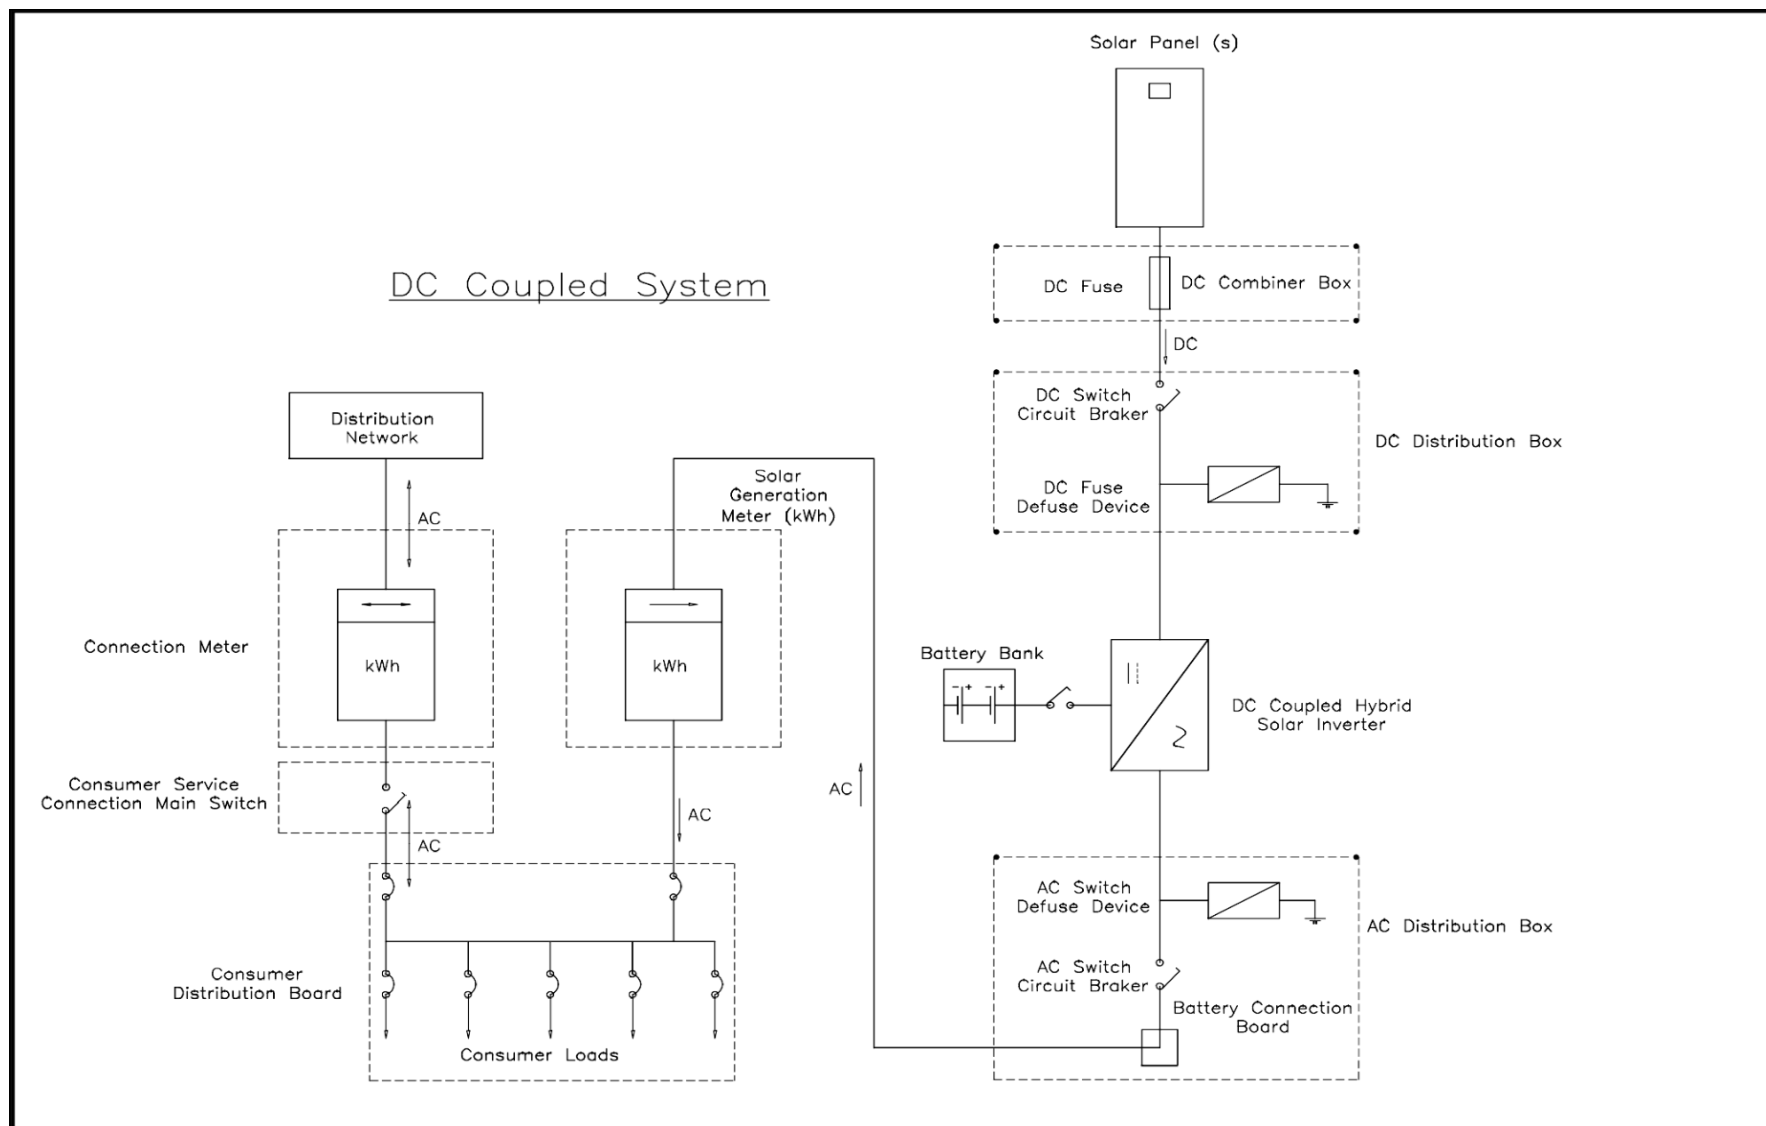 Solar Panel (s)
DC Coupled System
DC Fuse
DC Combiner Box
DC
DC Switch
Circuit Braker
DC Distribution Box
DC Fuse
Defuse Device
Distribution
Network
AC
Solar
Generation
Meter (kWh)
Connection Meter
kWh
kWh
Battery Bank
- + - +
DC Coupled Hybrid
Solar Inverter
Consumer Service
Connection Main Switch
AC
AC
AC
AC Switch
Defuse Device
AC Distribution Box
AC Switch
Circuit Braker
Battery Connection
Board
Consumer
Distribution Board
Consumer Loads